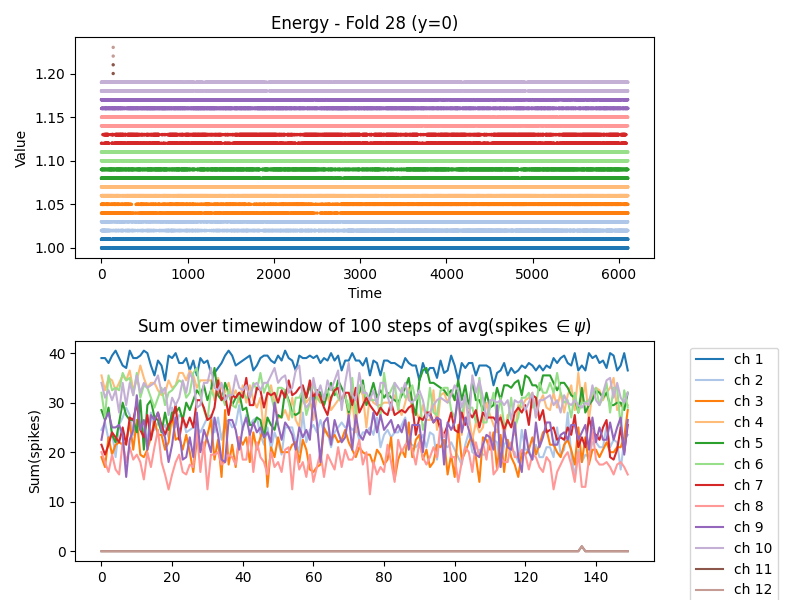 Energy - Fold 28 (y=0)
1.20
1.15
1.10
1.05
1.00
Value
0 1000 2000 3000 4000 5000 6000
Time
Sum over timewindow of 100 steps of avg(spikes ∈ ψ)
40
30
20
10
0
Sum(spikes)
0 20 40 60 80 100 120 140
ch 1
ch 2
ch 3
ch 4
ch 5
ch 6
ch 7
ch 8
ch 9
ch 10
ch 11
ch 12